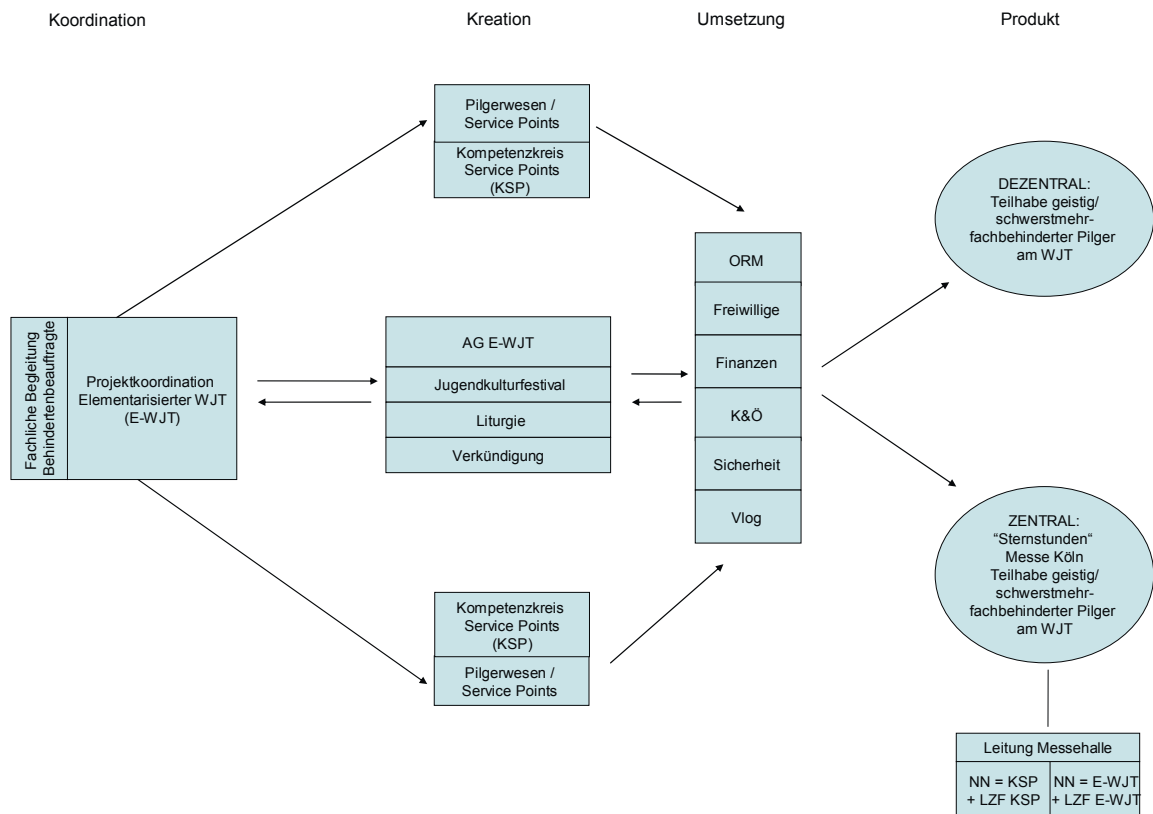 Koordination
Kreation
Umsetzung
Produkt
Pilgerwesen /
Service Points
Kompetenzkreis
Service Points
(KSP)
Fachliche Begleitung
Behindertenbeauftragte
Projektkoordination
Elementarisierter WJT
(E-WJT)
AG E-WJT
Jugendkulturfestival
Liturgie
Verkündigung
Kompetenzkreis
Service Points
(KSP)
Pilgerwesen /
Service Points
ORM
Freiwillige
Finanzen
K&Ö
Sicherheit
Vlog
DEZENTRAL:
Teilhabe geistig/
schwerstmehr-
fachbehinderter Pilger
am WJT
ZENTRAL:
“Sternstunden“
Messe Köln
Teilhabe geistig/
schwerstmehr-
fachbehinderter Pilger
am WJT
Leitung Messehalle
NN = KSP
+ LZF KSP
NN = E-WJT
+ LZF E-WJT